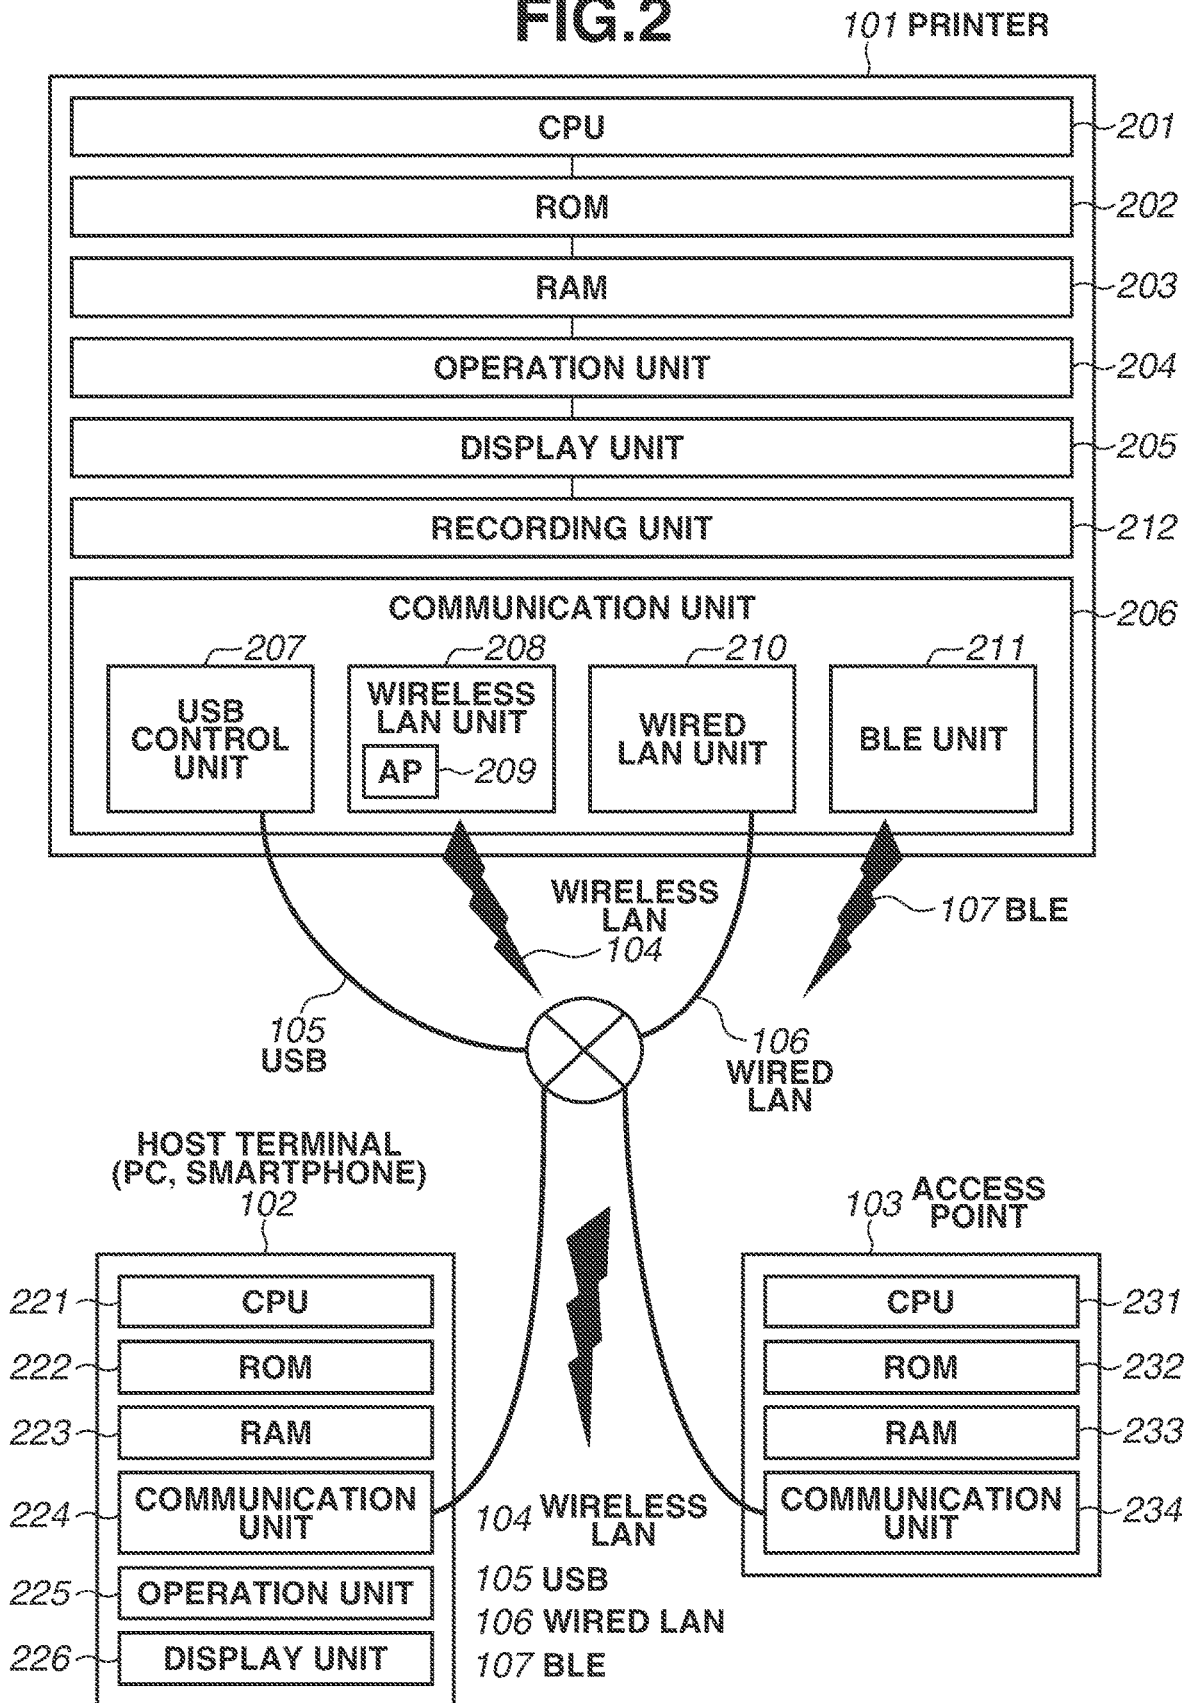 FIG.2
101 PRINTER
CPU
201
ROM
202
RAM
203
OPERATION UNIT
204
DISPLAY UNIT
205
RECORDING UNIT
212
COMMUNICATION UNIT
206
207
208
210
211
USB
CONTROL
UNIT
WIRELESS
LAN UNIT
AP
209
WIRED
LAN UNIT
BLE UNIT
WIRELESS
LAN
104
107 BLE
105
USB
106
WIRED
LAN
HOST TERMINAL
(PC, SMARTPHONE)
102
103 ACCESS
POINT
221
CPU
222
ROM
223
RAM
224
COMMUNICATION
UNIT
225
OPERATION UNIT
226
DISPLAY UNIT
CPU
231
ROM
232
RAM
233
COMMUNICATION
UNIT
234
104 WIRELESS
LAN
105 USB
106 WIRED LAN
107 BLE